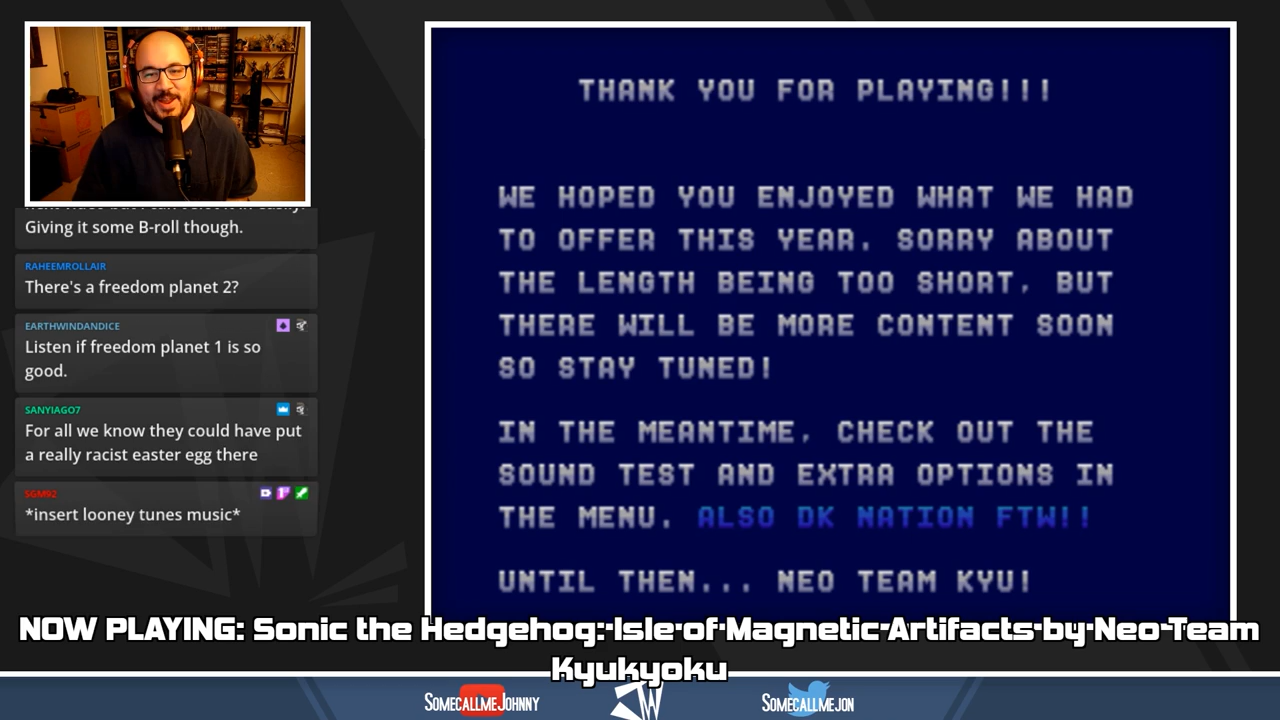 Giving it some B-roll though.
RAHEEMROLLAIR
There's a freedom planet 2?
EARTHWINDANDICE
Listen if freedom planet 1 is so
good.
SANYIAGO7
For all we know they could have put
a really racist easter egg there
SGM92
*insert looney tunes music*
THANK YOU FOR PLAYING!!!
WE HOPED YOU ENJOYED WHAT WE HAD
TO OFFER THIS YEAR. SORRY ABOUT
THE LENGTH BEING TOO SHORT, BUT
THERE WILL BE MORE CONTENT SOON
SO STAY TUNED!
IN THE MEANTIME, CHECK OUT THE
SOUND TEST AND EXTRA OPTIONS IN
THE MENU. ALSO DK NATION FTW!!
UNTIL THEN... NEO TEAM KYU!
NOW PLAYING: Sonic the Hedgehog: Isle of Magnetic Artifacts by Neo Team
Kyukyoku
SOMECALLMEJOHNNY
SOMECALLMEJON